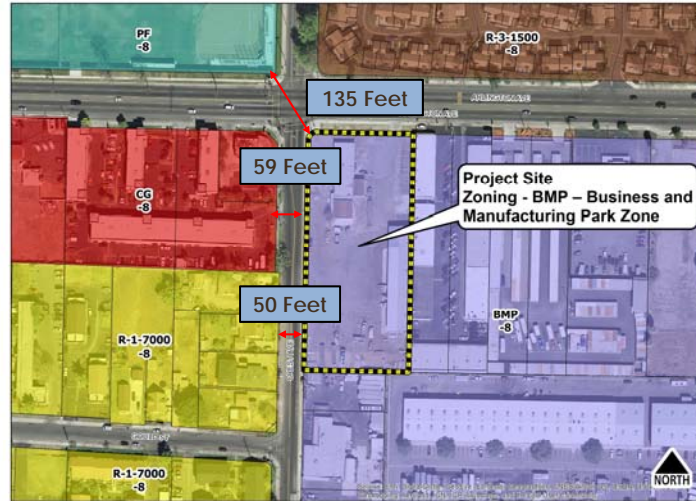 PF
-8
R-3-1500
-8
ARLINGTON AVE
135 Feet
59 Feet
CG
-8
Project Site
Zoning - BMP – Business and
Manufacturing Park Zone
50 Feet
R-1-7000
-8
BMP
-8
R-1-7000
-8
NORTH